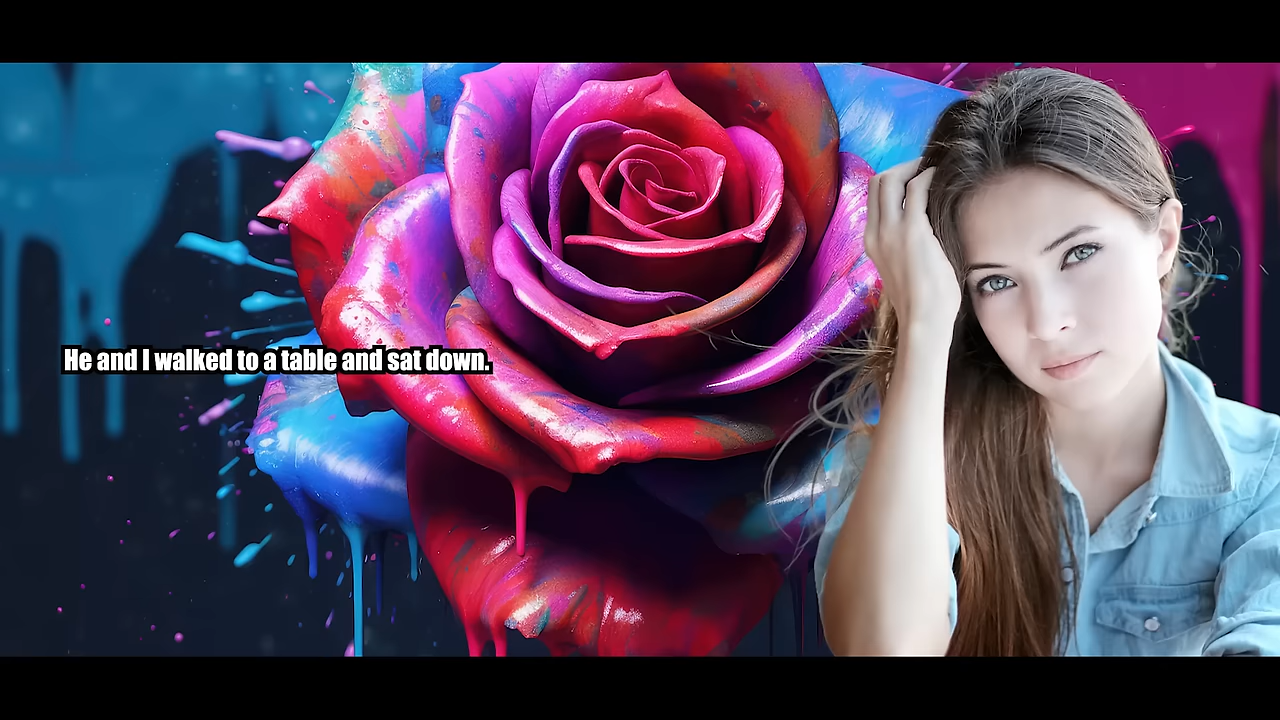 He and I walked to a table and sat down.